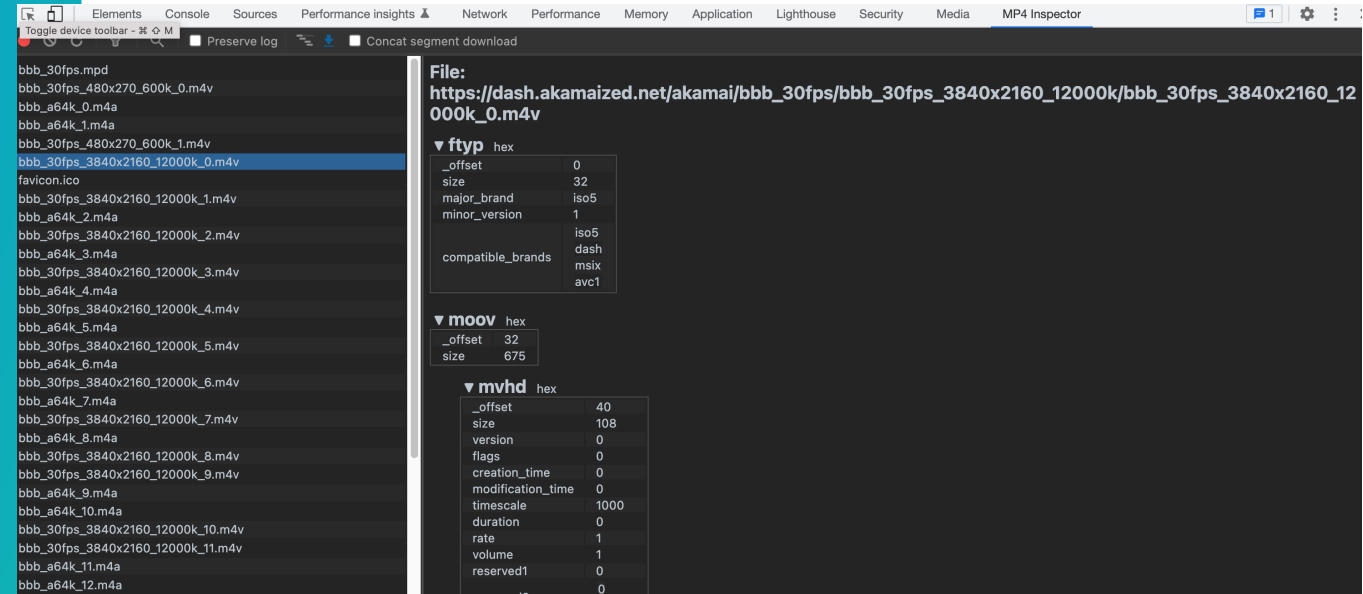 Elements Console Sources Performance insights Network Performance Memory Application Lighthouse Security Media MP4 Inspector 1
Toggle device toolbar - ⌘ ⇧ M
Preserve log Concat segment download
bbb_30fps.mpd
bbb_30fps_480x270_600k_0.m4v
bbb_a64k_0.m4a
bbb_a64k_1.m4a
bbb_30fps_480x270_600k_1.m4v
bbb_30fps_3840x2160_12000k_0.m4v
favicon.ico
bbb_30fps_3840x2160_12000k_1.m4v
bbb_a64k_2.m4a
bbb_30fps_3840x2160_12000k_2.m4v
bbb_a64k_3.m4a
bbb_30fps_3840x2160_12000k_3.m4v
bbb_a64k_4.m4a
bbb_30fps_3840x2160_12000k_4.m4v
bbb_a64k_5.m4a
bbb_30fps_3840x2160_12000k_5.m4v
bbb_a64k_6.m4a
bbb_30fps_3840x2160_12000k_6.m4v
bbb_a64k_7.m4a
bbb_30fps_3840x2160_12000k_7.m4v
bbb_a64k_8.m4a
bbb_30fps_3840x2160_12000k_8.m4v
bbb_30fps_3840x2160_12000k_9.m4v
bbb_a64k_9.m4a
bbb_a64k_10.m4a
bbb_30fps_3840x2160_12000k_10.m4v
bbb_30fps_3840x2160_12000k_11.m4v
bbb_a64k_11.m4a
bbb_a64k_12.m4a
File:
https://dash.akamaized.net/akamai/bbb_30fps/bbb_30fps_3840x2160_12000k/bbb_30fps_3840x2160_12
000k_0.m4v
▼ ftyp hex
_offset 0
size 32
major_brand iso5
minor_version 1
compatible_brands
iso5
dash
msix
avc1
▼ moov hex
_offset 32
size 675
▼ mvhd hex
_offset 40
size 108
version 0
flags 0
creation_time 0
modification_time 0
timescale 1000
duration 0
rate 1
volume 1
reserved1 0
0